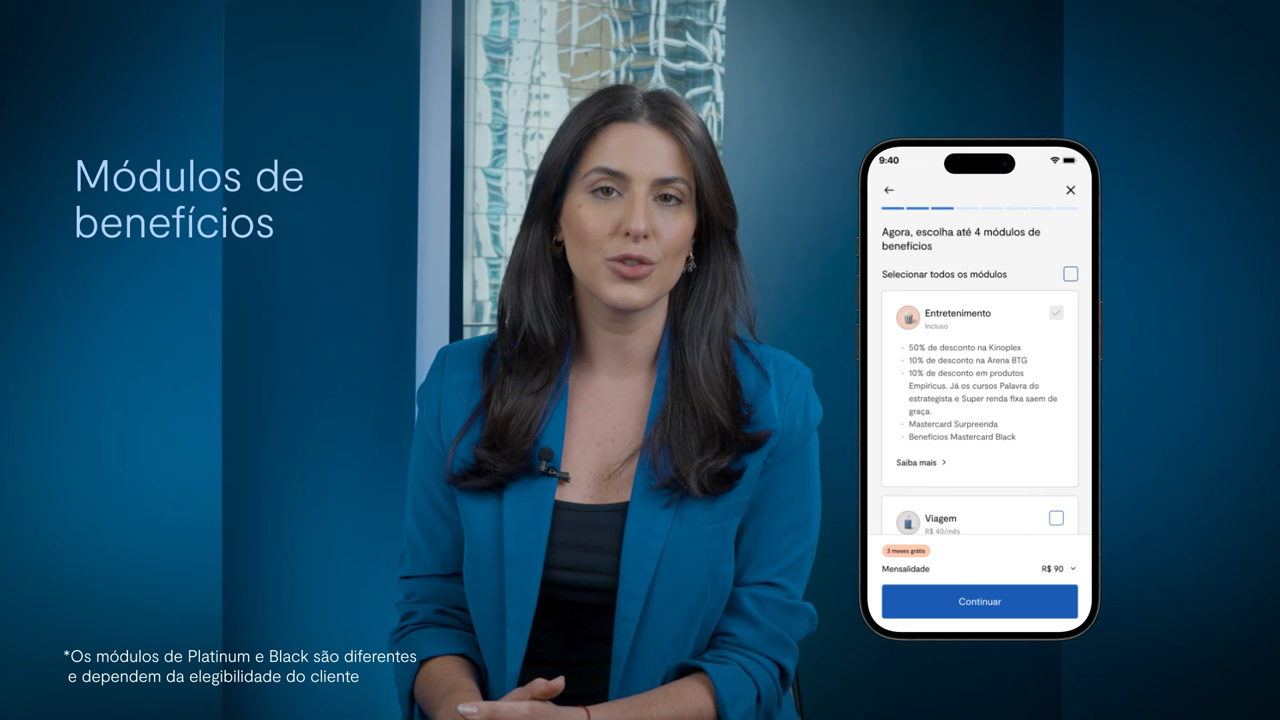 Módulos de
benefícios
*Os módulos de Platinum e Black são diferentes
e dependem da elegibilidade do cliente
9:40
Agora, escolha até 4 módulos de
benefícios
Selecionar todos os módulos
Entretenimento
Incluso
· 50% de desconto na Kinoplex
· 10% de desconto na Arena BTG
· 10% de desconto em produtos
Empiricus. Já os cursos Palavra do
estrategista e Super renda fixa saem de
graça.
· Mastercard Surpreenda
· Benefícios Mastercard Black
Saiba mais
Viagem
R$ 40/mês
3 meses grátis
Mensalidade R$ 90
Continuar